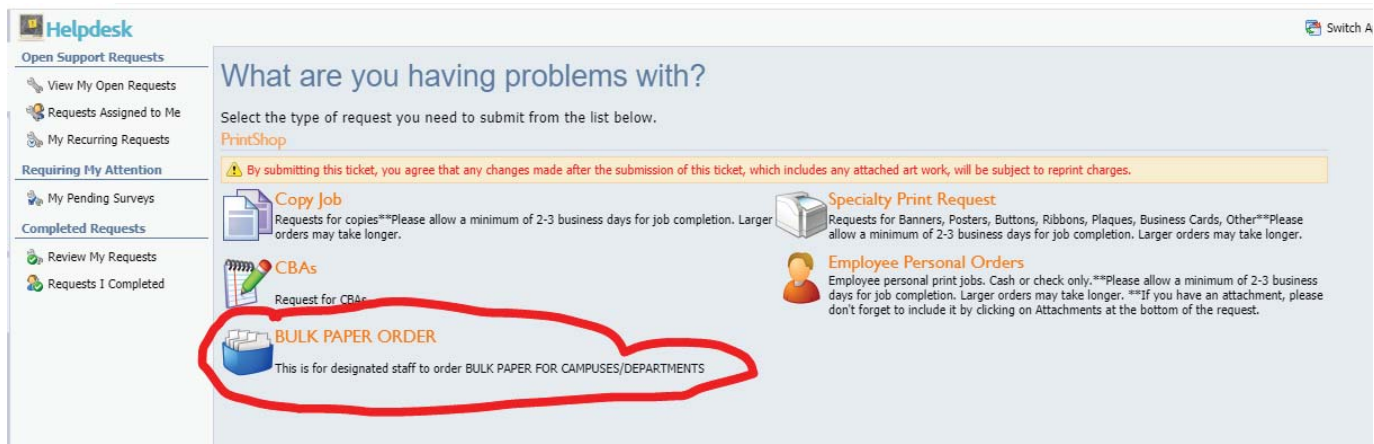 Helpdesk
Switch A
Open Support Requests
View My Open Requests
Requests Assigned to Me
My Recurring Requests
Requiring My Attention
My Pending Surveys
Completed Requests
Review My Requests
Requests I Completed
What are you having problems with?
Select the type of request you need to submit from the list below.
PrintShop
By submitting this ticket, you agree that any changes made after the submission of this ticket, which includes any attached art work, will be subject to reprint charges.
Copy Job
Requests for copies**Please allow a minimum of 2-3 business days for job completion. Larger
orders may take longer.
Specialty Print Request
Requests for Banners, Posters, Buttons, Ribbons, Plaques, Business Cards, Other**Please
allow a minimum of 2-3 business days for job completion. Larger orders may take longer.
CBAs
Request for CBAs
Employee Personal Orders
Employee personal print jobs. Cash or check only.**Please allow a minimum of 2-3 business
days for job completion. Larger orders may take longer. **If you have an attachment, please
don't forget to include it by clicking on Attachments at the bottom of the request.
BULK PAPER ORDER
This is for designated staff to order BULK PAPER FOR CAMPUSES/DEPARTMENTS